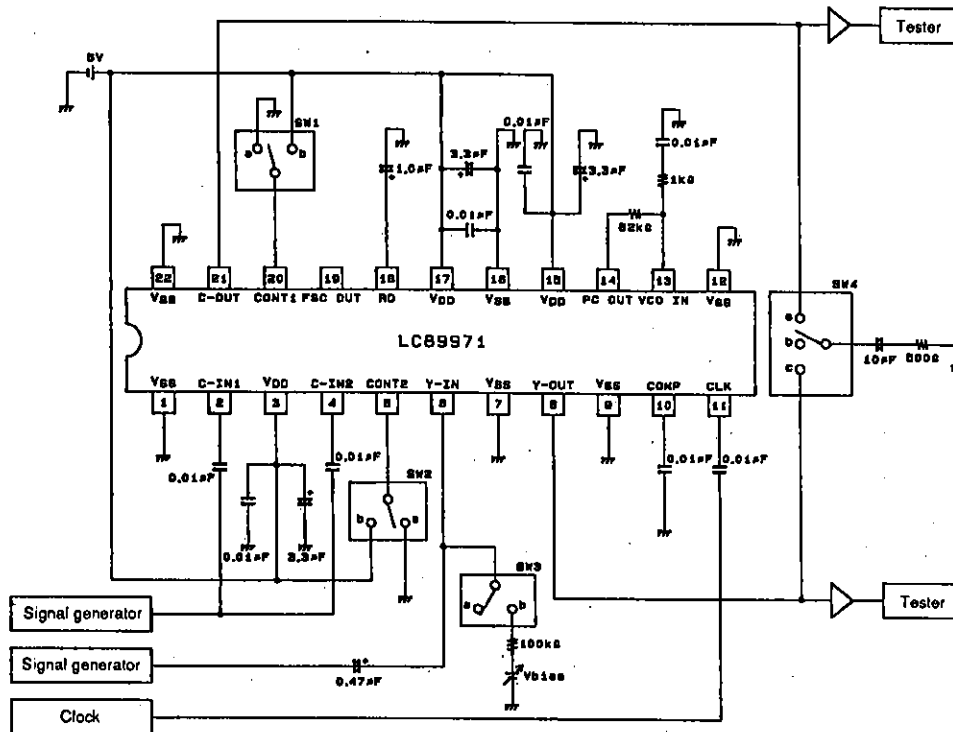 Tester
5V
SW1
a
b
1.0μF
3.3μF
0.01μF
0.01μF
3.3μF
0.01μF
1kΩ
82kΩ
22
21
20
19
18
17
16
15
14
13
12
VSS
C-OUT
CONT1
FSC OUT
RO
VDD
VSS
VDD
PC OUT
VCO IN
VSS
SW4
a
b
c
10μF
LC89971
VSS
C-IN1
VDD
C-IN2
CONT2
Y-IN
VSS
Y-OUT
VSS
COMP
CLK
1
2
3
4
5
6
7
8
9
10
11
0.01μF
0.01μF
SW2
b
a
0.01μF
0.01μF
0.01μF
3.3μF
SW3
a
b
Signal generator
100kΩ
Tester
Signal generator
0.47μF
Vbias
Clock